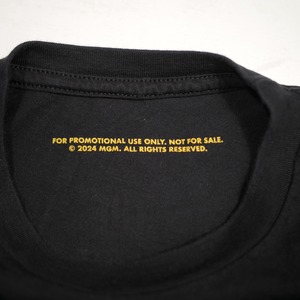 FOR PROMOTIONAL USE ONLY. NOT FOR SALE.
© 2024 MGM. ALL RIGHTS RESERVED.